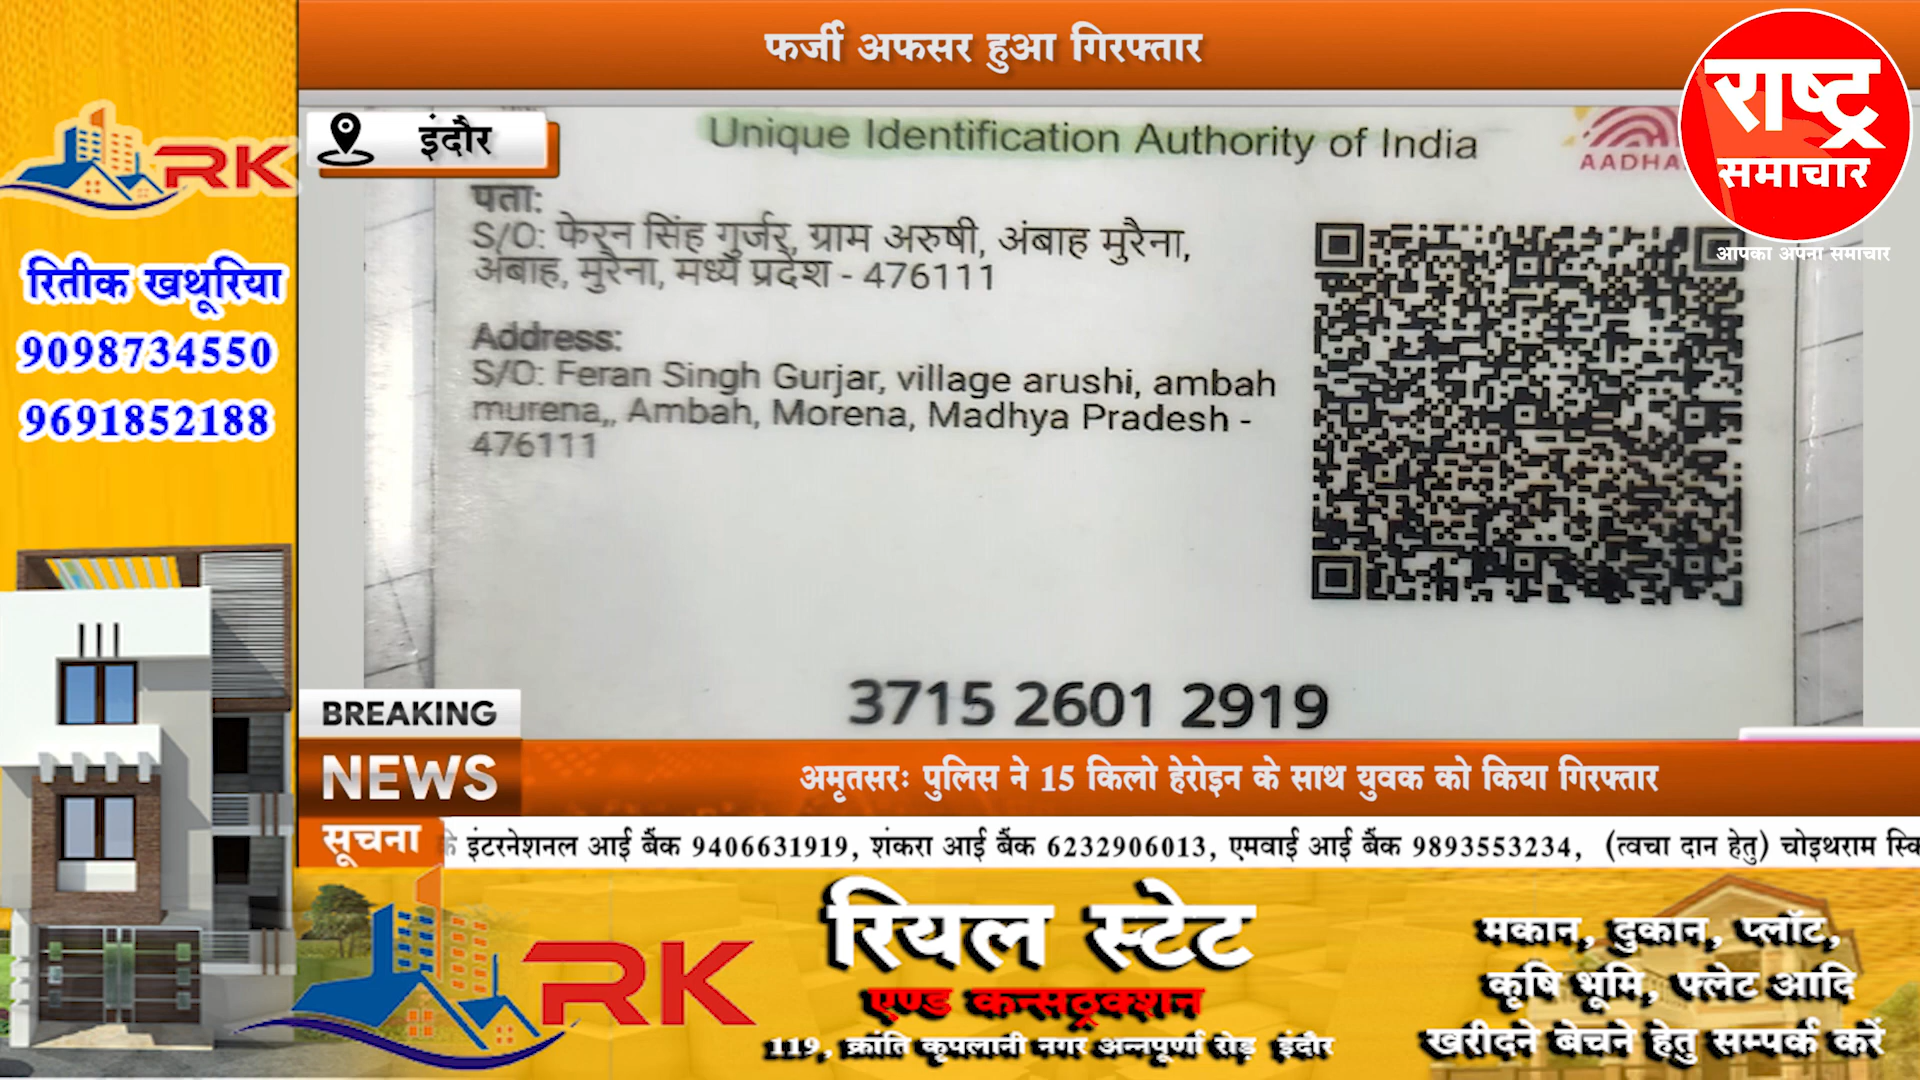 फर्जी अफसर हुआ गिरफ्तार
राष्ट्र
समाचार
आपका अपना समाचार
इंदौर
Unique Identification Authority of India
पता:
S/O: फेरन सिंह गुर्जर, ग्राम अरुषी, अंबाह मुरैना,
अंबाह, मुरैना, मध्य प्रदेश - 476111
Address:
S/O: Feran Singh Gurjar, village arushi, ambah
murena,, Ambah, Morena, Madhya Pradesh -
476111
3715 2601 2919
RK
रितीक खथूरिया
9098734550
9691852188
BREAKING
NEWS
अमृतसर: पुलिस ने 15 किलो हेरोइन के साथ युवक को किया गिरफ्तार
सूचना
के इंटरनेशनल आई बैंक 9406631919, शंकरा आई बैंक 6232906013, एमवाई आई बैंक 9893553234, (त्वचा दान हेतु) चोइथराम
RK
रियल स्टेट
एण्ड कन्सट्रक्शन
119, क्रांति कृपलानी नगर अन्नपूर्णा रोड़ इंदौर
मकान, दुकान, प्लॉट,
कृषि भूमि, फ्लेट आदि
खरीदने बेचने हेतु सम्पर्क करें